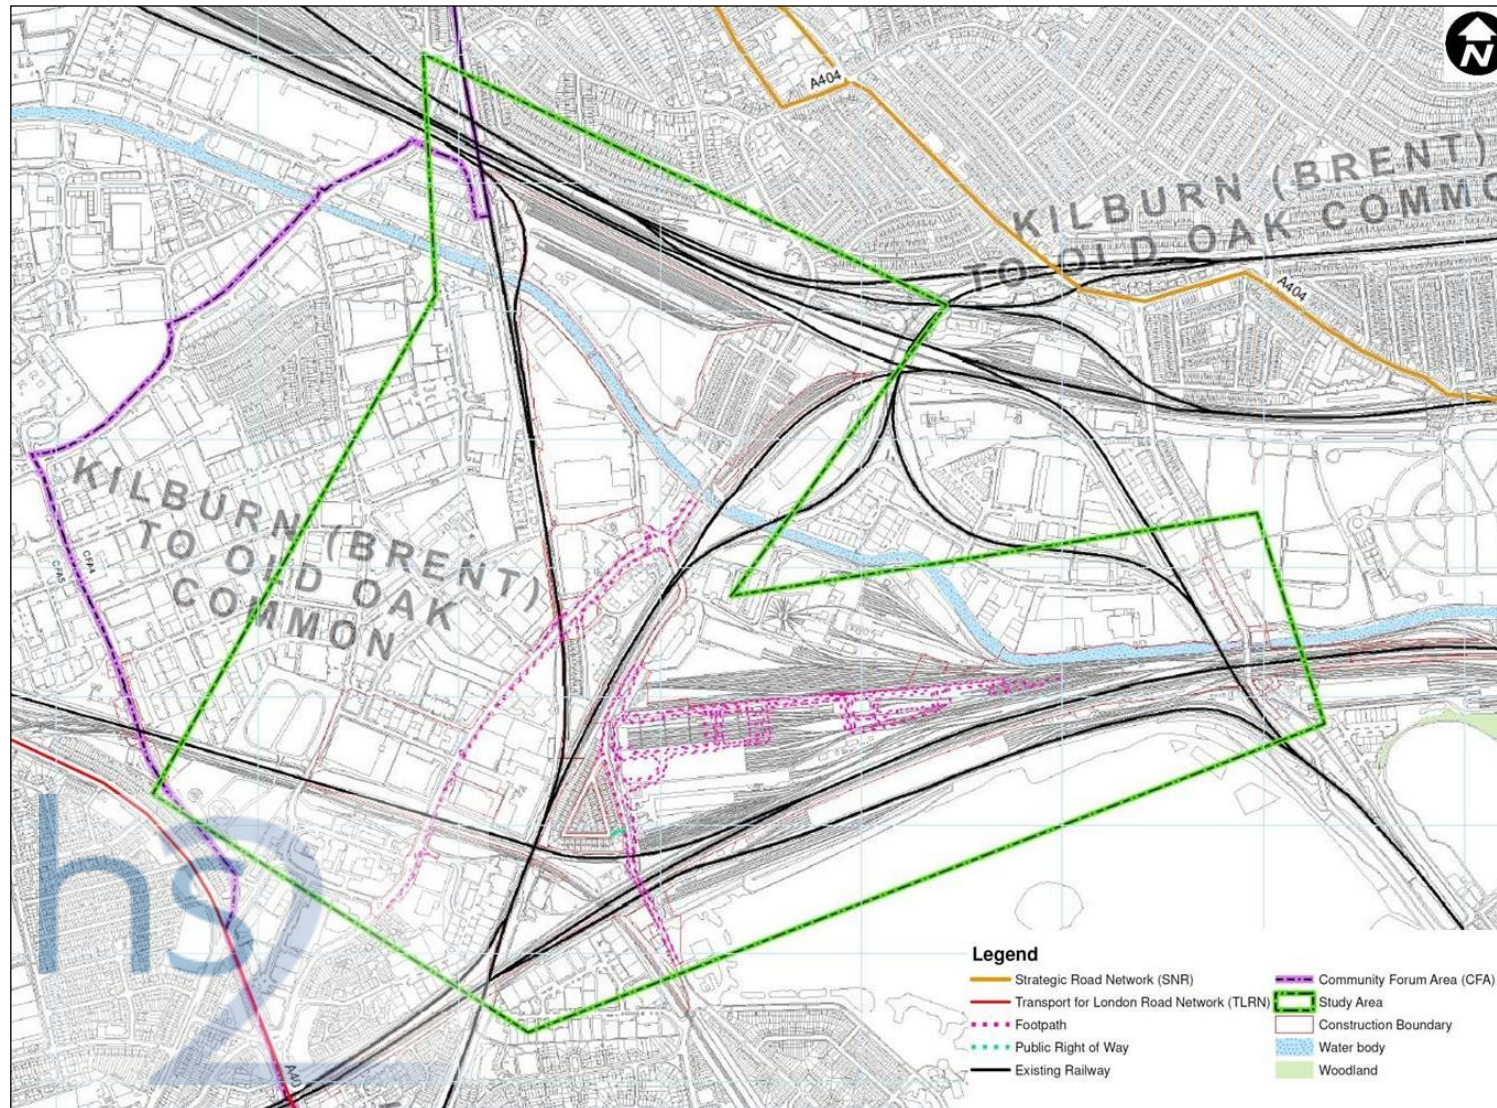 N
A404
KILBURN (BRENT)
TO OLD OAK COMMO
A404
KILBURN (BRENT)
TO OLD OAK
COMMON
CFA4
CFA5
hs2
A40
Legend
Strategic Road Network (SNR)
Transport for London Road Network (TLRN)
Footpath
Public Right of Way
Existing Railway
Community Forum Area (CFA)
Study Area
Construction Boundary
Water body
Woodland